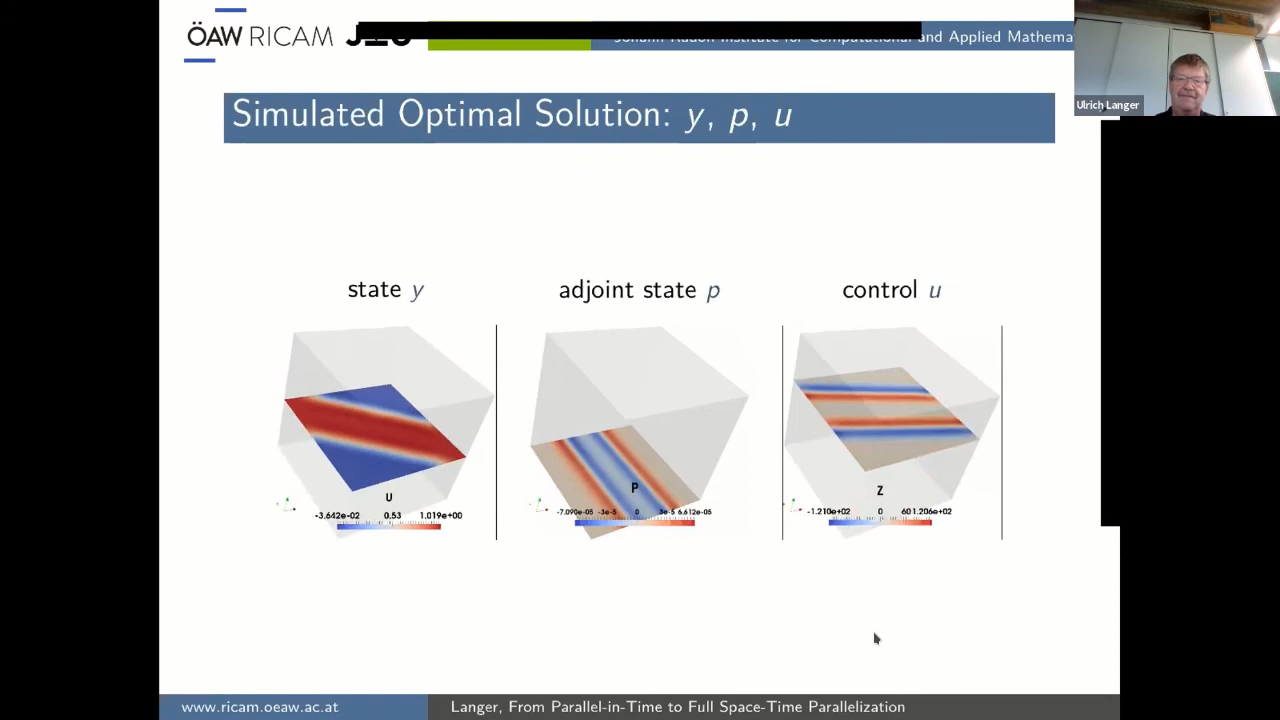 ÖAW RICAM JKU
Johann Radon Institute for Computational and Applied Mathema
Ulrich Langer
Simulated Optimal Solution: y, p, u
state y
adjoint state p
control u
U
-3.642e-02 0.53 1.019e+00
P
-7.090e-05 -3e-5 0 3e-5 6.612e-05
Z
-1.210e+02 0 60 1.206e+02
www.ricam.oeaw.ac.at
Langer, From Parallel-in-Time to Full Space-Time Parallelization